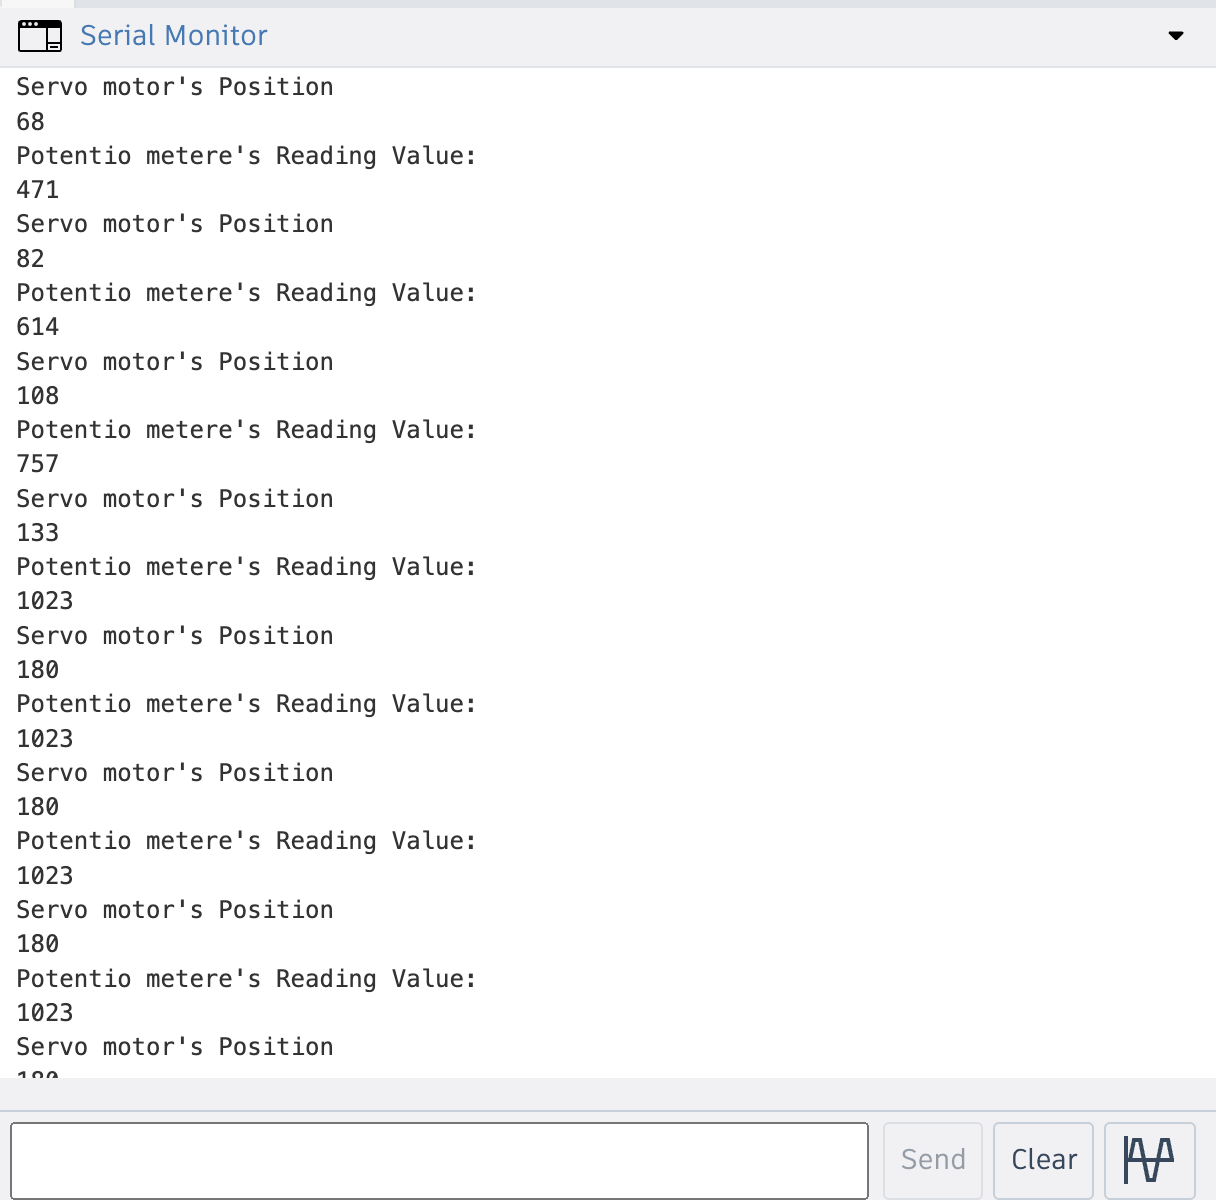 Serial Monitor
Servo motor's Position
68
Potentio metere's Reading Value:
471
Servo motor's Position
82
Potentio metere's Reading Value:
614
Servo motor's Position
108
Potentio metere's Reading Value:
757
Servo motor's Position
133
Potentio metere's Reading Value:
1023
Servo motor's Position
180
Potentio metere's Reading Value:
1023
Servo motor's Position
180
Potentio metere's Reading Value:
1023
Servo motor's Position
180
Potentio metere's Reading Value:
1023
Servo motor's Position
180
Send Clear